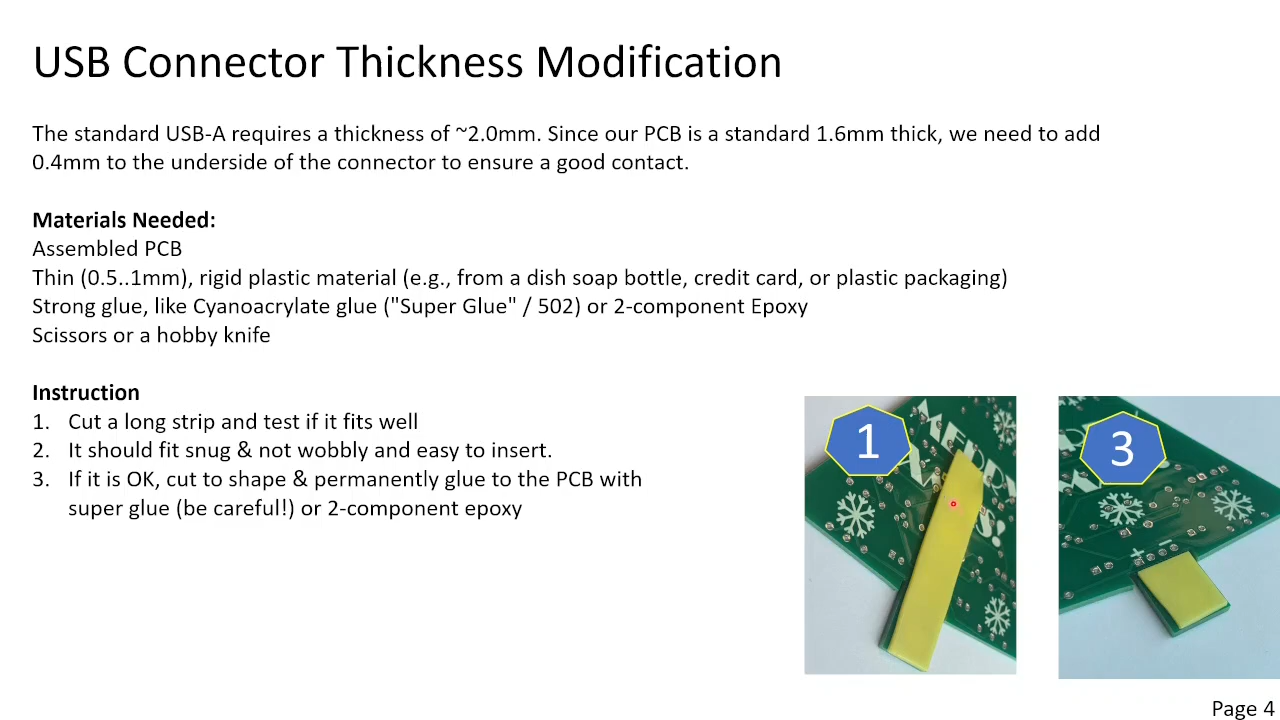 USB Connector Thickness Modification
The standard USB-A requires a thickness of ~2.0mm. Since our PCB is a standard 1.6mm thick, we need to add
0.4mm to the underside of the connector to ensure a good contact.
Materials Needed:
Assembled PCB
Thin (0.5..1mm), rigid plastic material (e.g., from a dish soap bottle, credit card, or plastic packaging)
Strong glue, like Cyanoacrylate glue ("Super Glue" / 502) or 2-component Epoxy
Scissors or a hobby knife
Instruction
1. Cut a long strip and test if it fits well
2. It should fit snug & not wobbly and easy to insert.
3. If it is OK, cut to shape & permanently glue to the PCB with
super glue (be careful!) or 2-component epoxy
1
3
+ −
Page 4